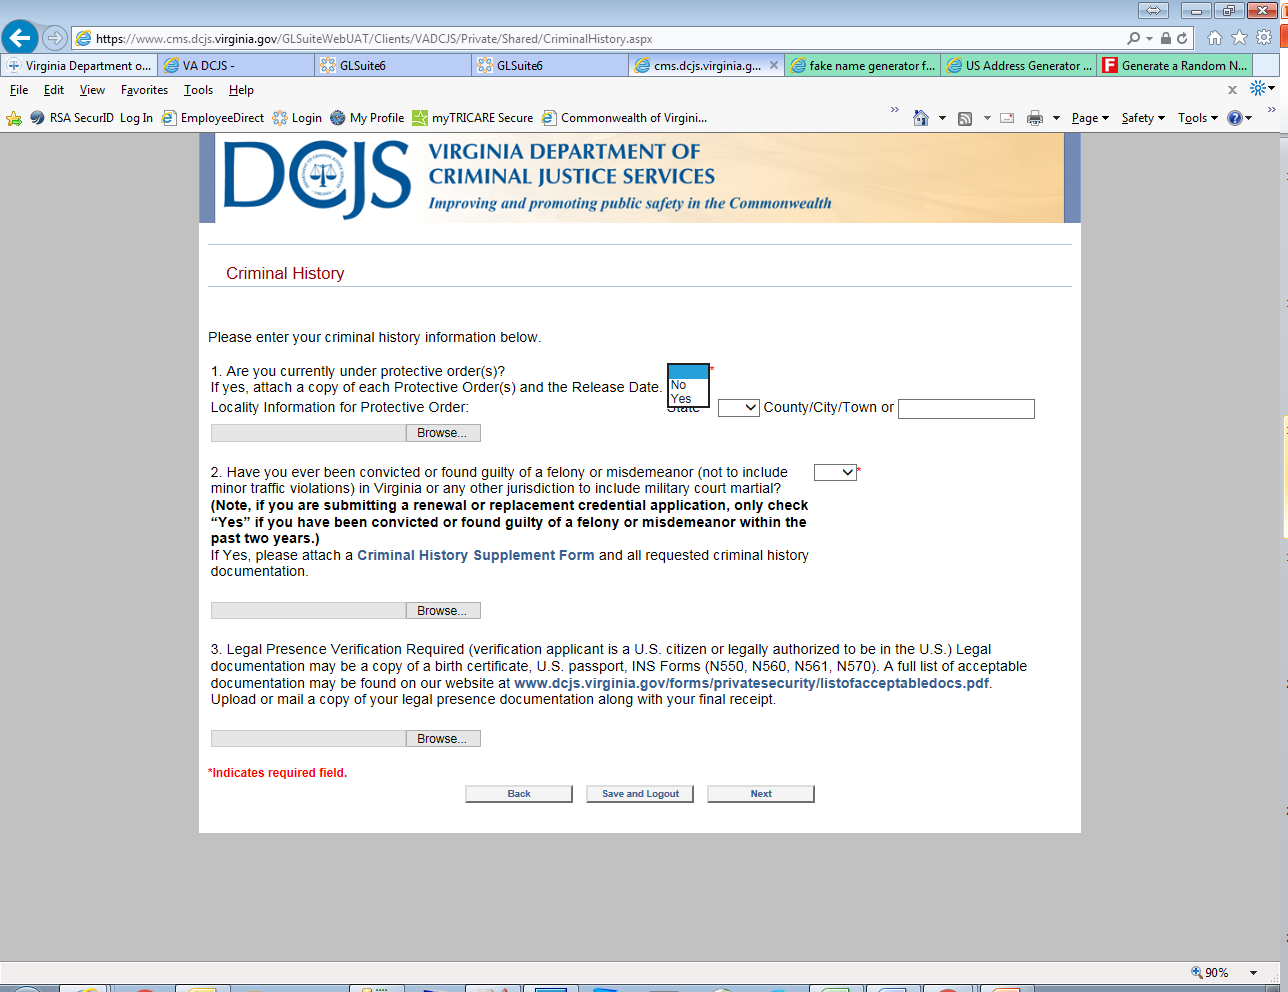 https://www.cms.dcjs.virginia.gov/GLSuiteWebUAT/Clients/VADCJS/Private/Shared/CriminalHistory.aspx
Virginia Department o... VA DCJS - GLSuite6 GLSuite6 cms.dcjs.virginia.g... fake name generator f... US Address Generator ... Generate a Random N...
File Edit View Favorites Tools Help
RSA SecurID Log In EmployeeDirect Login My Profile myTRICARE Secure Commonwealth of Virgini... Page Safety Tools
DCJS VIRGINIA DEPARTMENT OF
CRIMINAL JUSTICE SERVICES
Improving and promoting public safety in the Commonwealth
Criminal History
Please enter your criminal history information below.
1. Are you currently under protective order(s)? *
If yes, attach a copy of each Protective Order(s) and the Release Date. No
Yes
Locality Information for Protective Order: State County/City/Town or
Browse...
2. Have you ever been convicted or found guilty of a felony or misdemeanor (not to include *
minor traffic violations) in Virginia or any other jurisdiction to include military court martial?
(Note, if you are submitting a renewal or replacement credential application, only check
“Yes” if you have been convicted or found guilty of a felony or misdemeanor within the
past two years.)
If Yes, please attach a Criminal History Supplement Form and all requested criminal history
documentation.
Browse...
3. Legal Presence Verification Required (verification applicant is a U.S. citizen or legally authorized to be in the U.S.) Legal
documentation may be a copy of a birth certificate, U.S. passport, INS Forms (N550, N560, N561, N570). A full list of acceptable
documentation may be found on our website at www.dcjs.virginia.gov/forms/privatesecurity/listofacceptabledocs.pdf.
Upload or mail a copy of your legal presence documentation along with your final receipt.
Browse...
*Indicates required field.
Back Save and Logout Next
90%